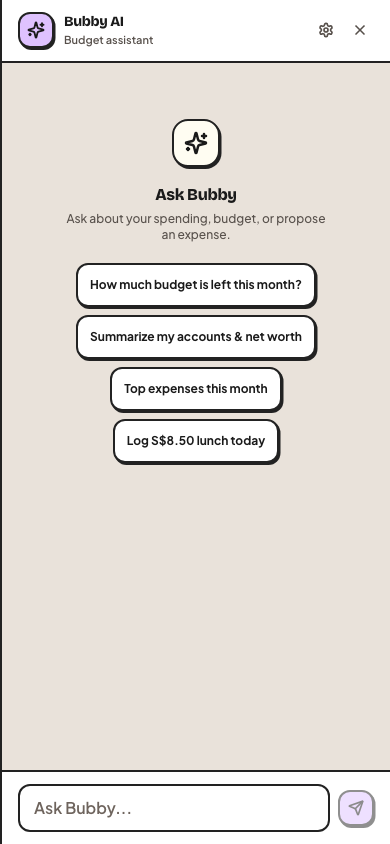 Bubby AI
Budget assistant
Ask Bubby
Ask about your spending, budget, or propose
an expense.
How much budget is left this month?
Summarize my accounts & net worth
Top expenses this month
Log S$8.50 lunch today
Ask Bubby...